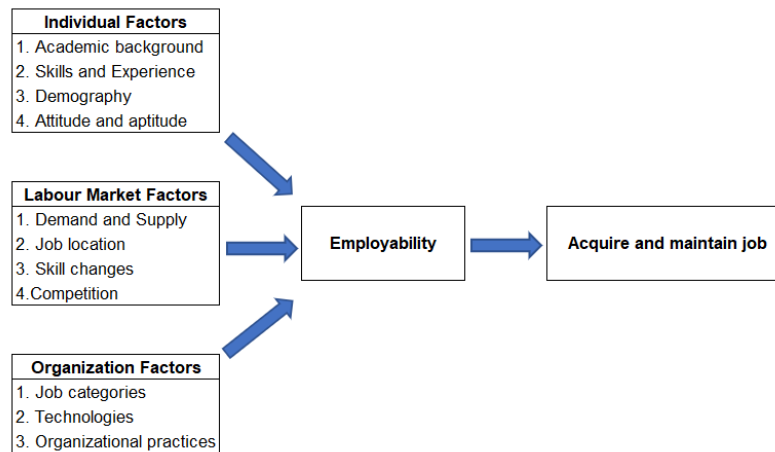 Individual Factors
1. Academic background
2. Skills and Experience
3. Demography
4. Attitude and aptitude
Labour Market Factors
1. Demand and Supply
2. Job location
3. Skill changes
4.Competition
Organization Factors
1. Job categories
2. Technologies
3. Organizational practices
Employability
Acquire and maintain job